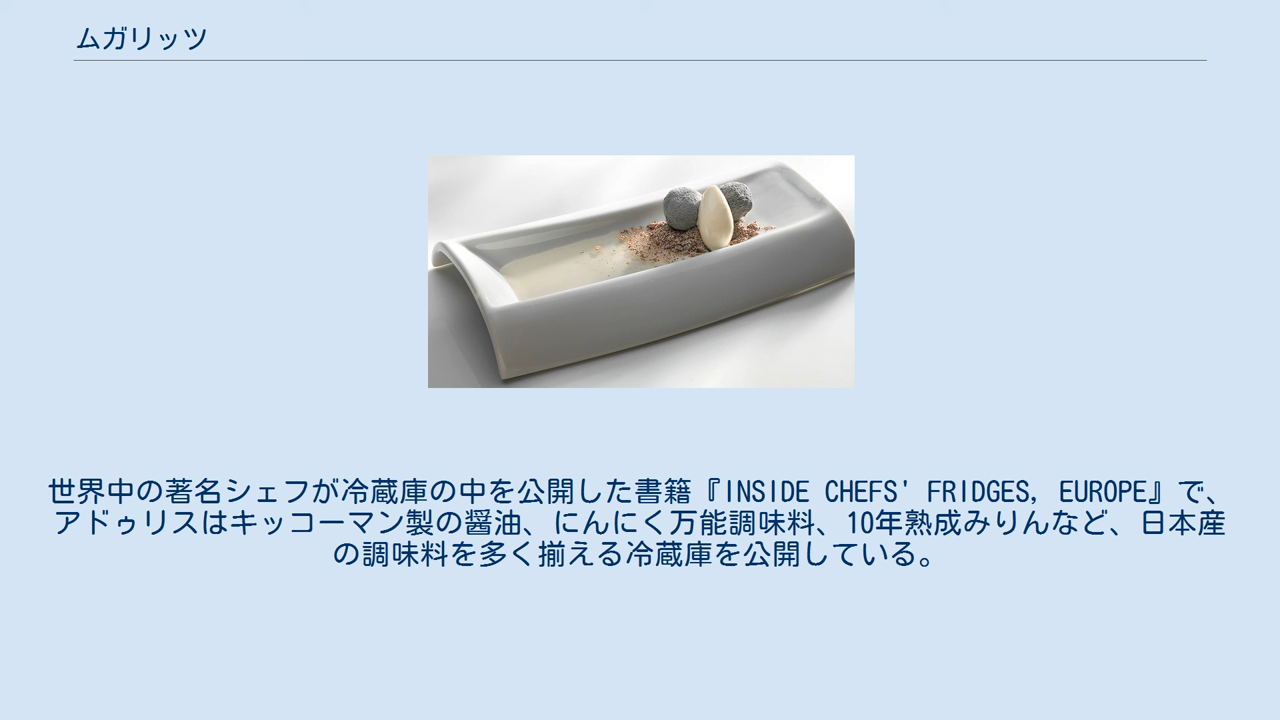 ムガリッツ
世界中の著名シェフが冷蔵庫の中を公開した書籍『INSIDE CHEFS' FRIDGES, EUROPE』で、
アドゥリスはキッコーマン製の醤油、にんにく万能調味料、10年熟成みりんなど、日本産
の調味料を多く揃える冷蔵庫を公開している。